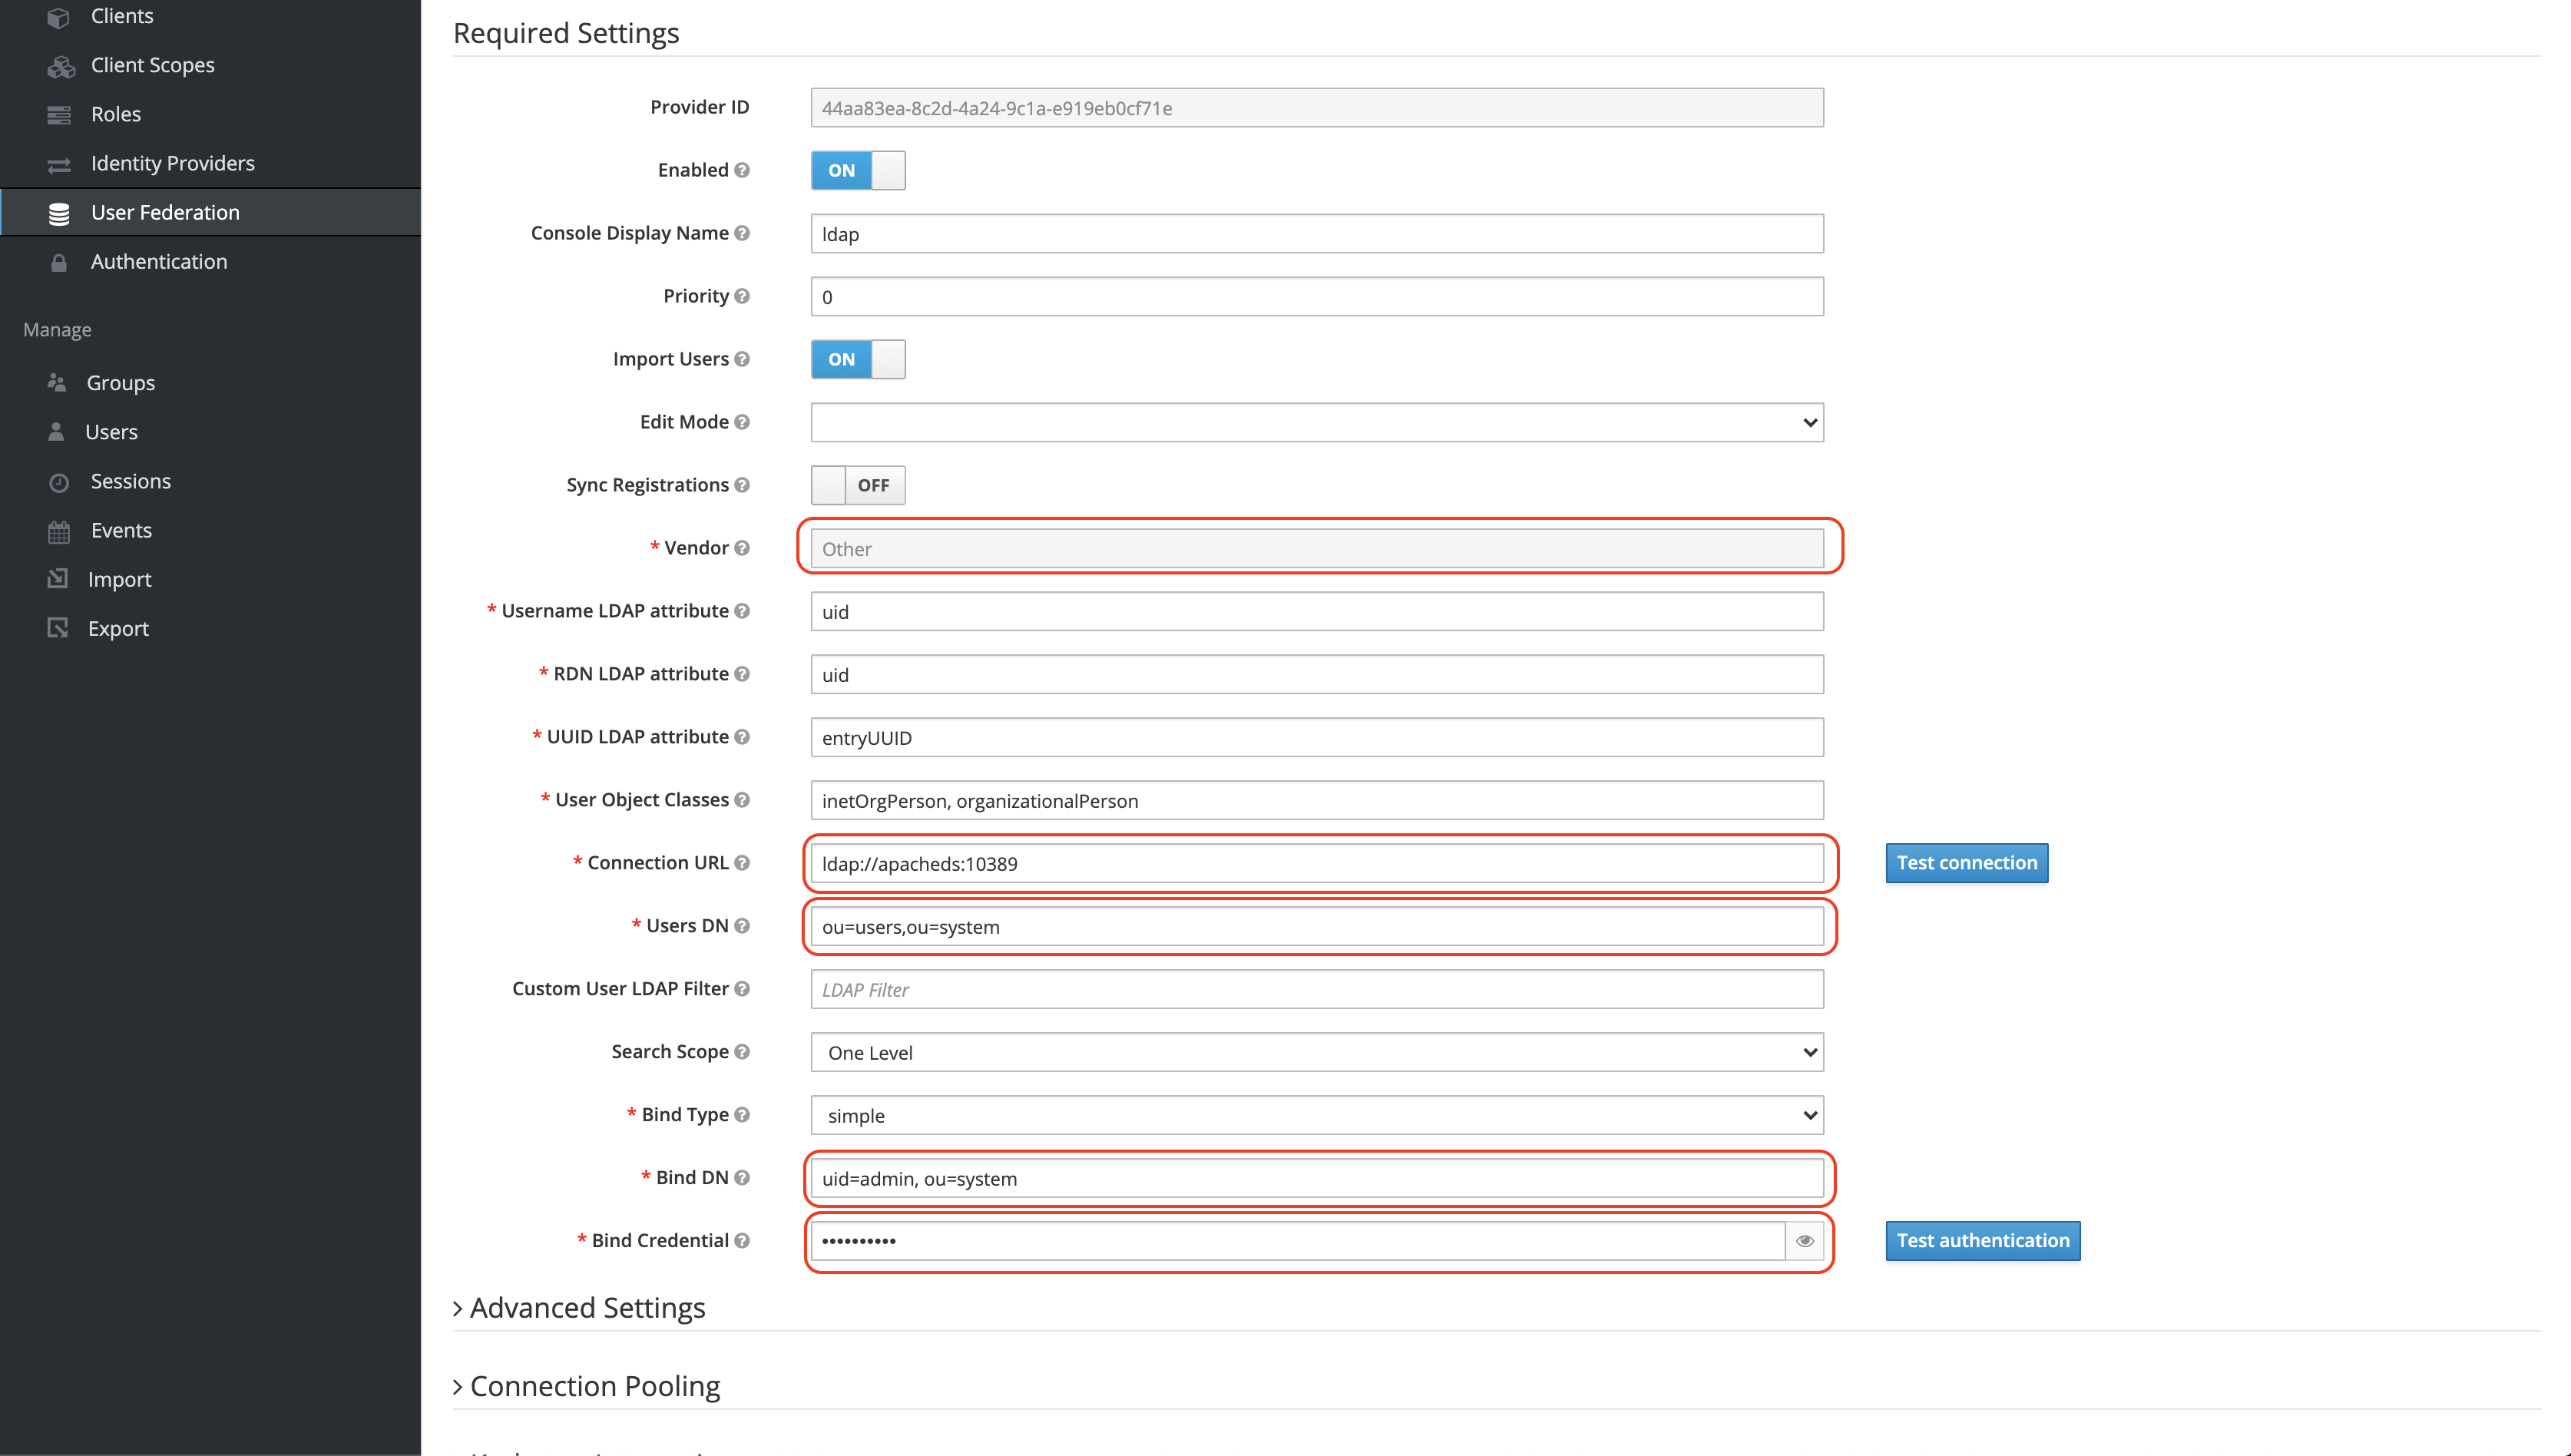 Clients
Client Scopes
Roles
Identity Providers
User Federation
Authentication
Manage
Groups
Users
Sessions
Events
Import
Export
Required Settings
Provider ID 44aa83ea-8c2d-4a24-9c1a-e919eb0cf71e
Enabled ON
Console Display Name ldap
Priority 0
Import Users ON
Edit Mode
Sync Registrations OFF
* Vendor Other
* Username LDAP attribute uid
* RDN LDAP attribute uid
* UUID LDAP attribute entryUUID
* User Object Classes inetOrgPerson, organizationalPerson
* Connection URL ldap://apacheds:10389 Test connection
* Users DN ou=users,ou=system
Custom User LDAP Filter LDAP Filter
Search Scope One Level
* Bind Type simple
* Bind DN uid=admin, ou=system
* Bind Credential •••••••••• Test authentication
Advanced Settings
Connection Pooling